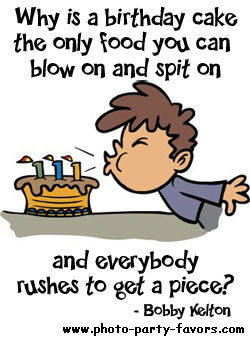 Why is a birthday cake
the only food you can
blow on and spit on
and everybody
rushes to get a piece?
- Bobby Kelton
www.photo-party-favors.com